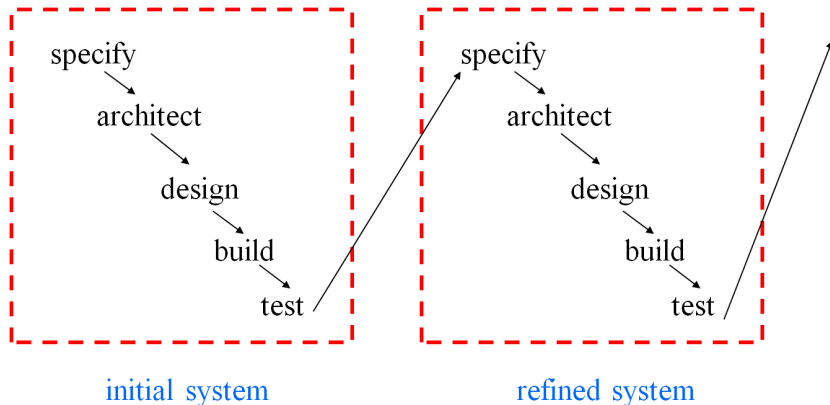 specify
architect
design
build
test
initial system
specify
architect
design
build
test
refined system